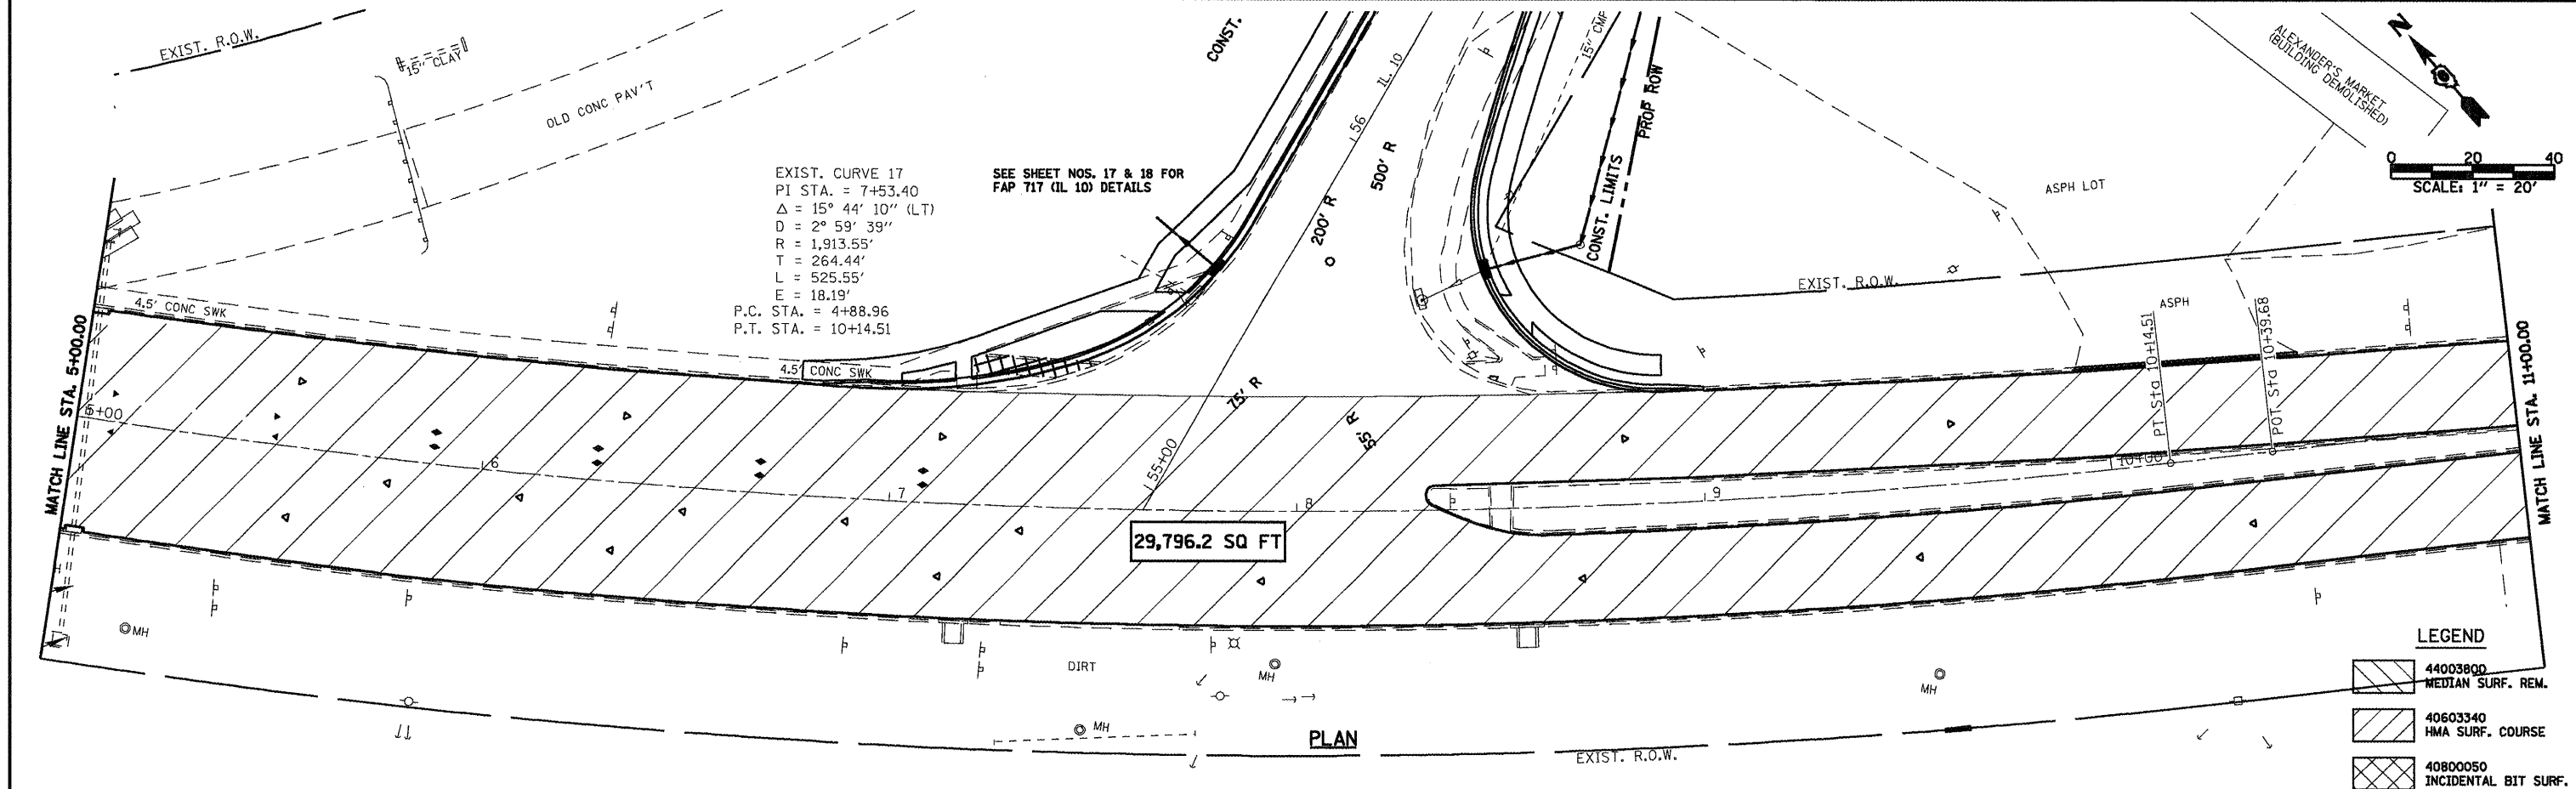 EXIST. R.O.W.
15" CLAY
OLD CONC PAV'T
CONST.
15" CMP
IL. 10
56
500' R
200' R
PROP ROW
CONST. LIMITS
ALEXANDER'S MARKET
(BUILDING DEMOLISHED)
N
0 20 40
SCALE: 1" = 20'
ASPH LOT
EXIST. CURVE 17
PI STA. = 7+53.40
Δ = 15° 44' 10" (LT)
D = 2° 59' 39"
R = 1,913.55'
T = 264.44'
L = 525.55'
E = 18.19'
P.C. STA. = 4+88.96
P.T. STA. = 10+14.51
SEE SHEET NOS. 17 & 18 FOR
FAP 717 (IL 10) DETAILS
EXIST. R.O.W.
ASPH
4.5' CONC SWK
4.5' CONC SWK
75' R
55' R
PT Sta 10+14.51
POT Sta 10+39.68
MATCH LINE STA. 5+00.00
MATCH LINE STA. 11+00.00
5+00
6
7
55+00
8
9
10+00
29,796.2 SQ FT
MH
DIRT
MH
MH
MH
PLAN
EXIST. R.O.W.
LEGEND
44003800
MEDIAN SURF. REM.
40603340
HMA SURF. COURSE
40800050
INCIDENTAL BIT SURF.